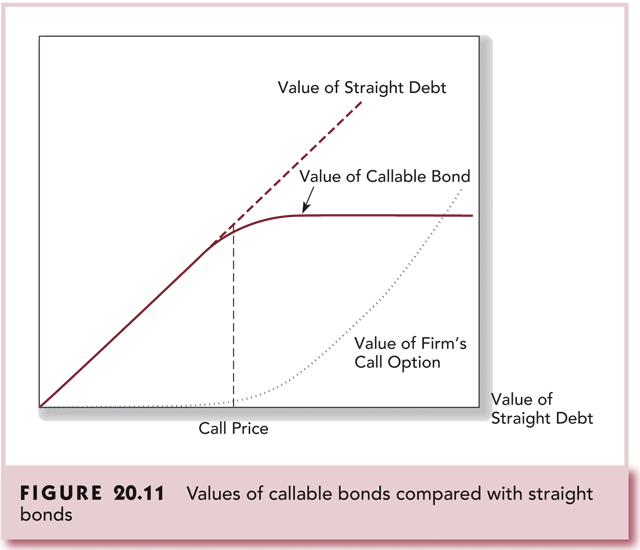 Value of Straight Debt
Value of Callable Bond
Value of Firm's
Call Option
Value of
Straight Debt
Call Price
FIGURE 20.11 Values of callable bonds compared with straight
bonds